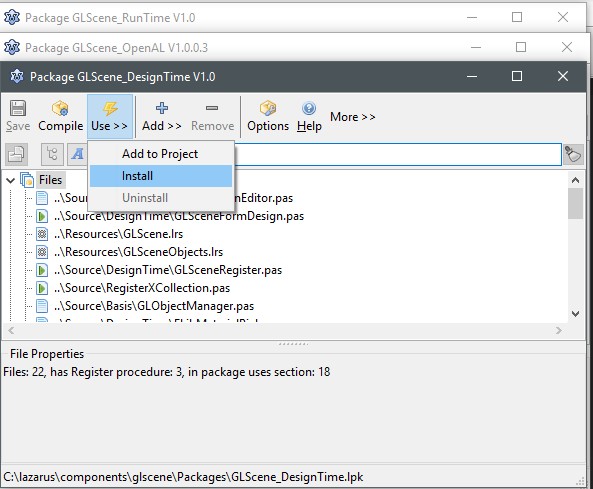 Package GLScene_RunTime V1.0
Package GLScene_OpenAL V1.0.0.3
Package GLScene_DesignTime V1.0
Save Compile Use >> Add >> Remove Options Help More >>
Add to Project
Install
Uninstall
Files
..\Sour nEditor.pas
..\Source\DesignTime\GLSceneFormDesign.pas
..\Resources\GLScene.lrs
..\Resources\GLSceneObjects.lrs
..\Source\DesignTime\GLSceneRegister.pas
..\Source\RegisterXCollection.pas
..\Source\Basis\GLObjectManager.pas
File Properties
Files: 22, has Register procedure: 3, in package uses section: 18
C:\lazarus\components\glscene\Packages\GLScene_DesignTime.lpk